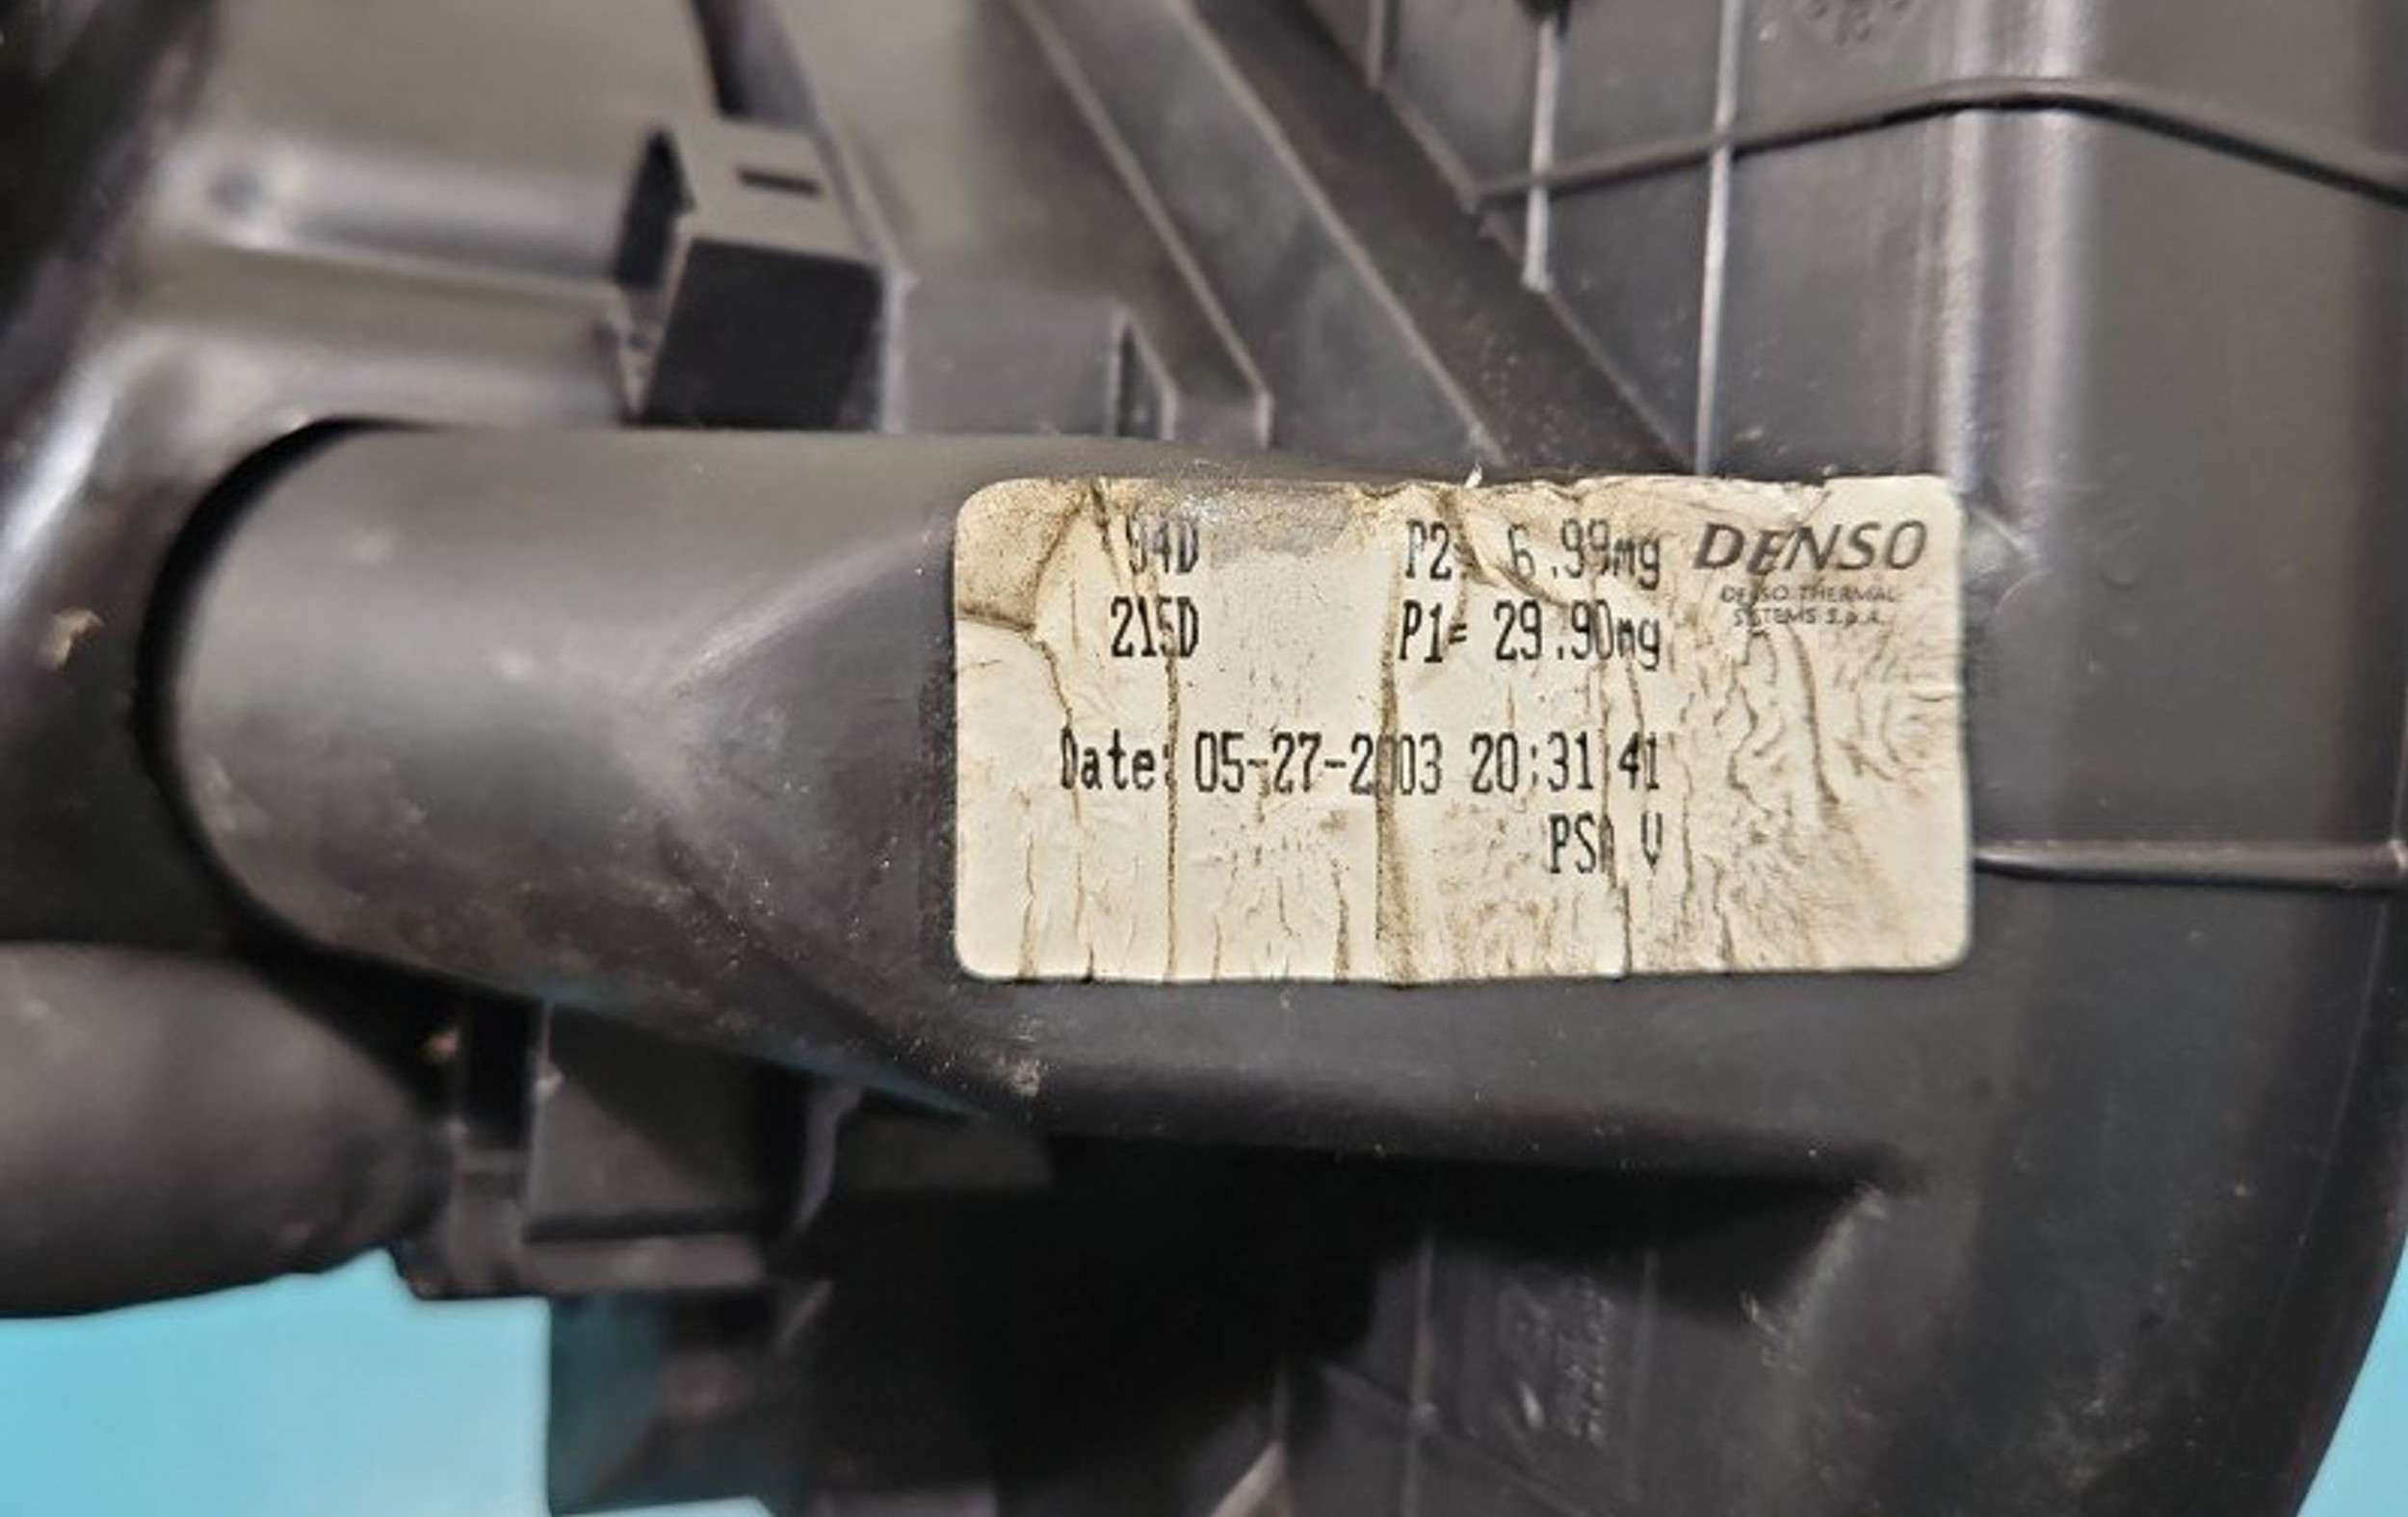 94D P2= 6.99mg DENSO
DENSO THERMAL
SYSTEMS S.p.A.
215D P1= 29.90mg
Date: 05-27-2003 20:31:41
PSA V